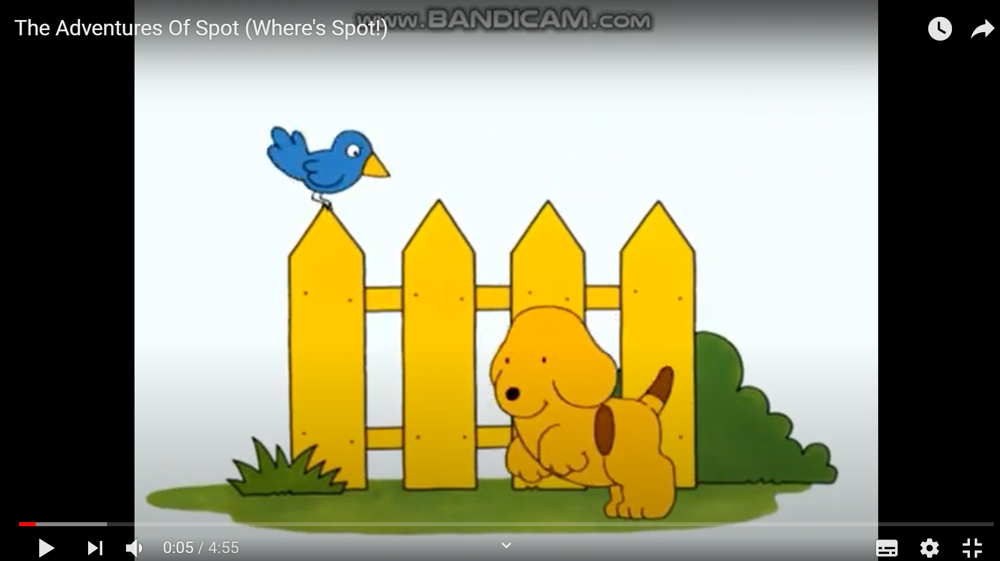 www.BANDICAM.com
The Adventures Of Spot (Where's Spot!)
0:05 / 4:55